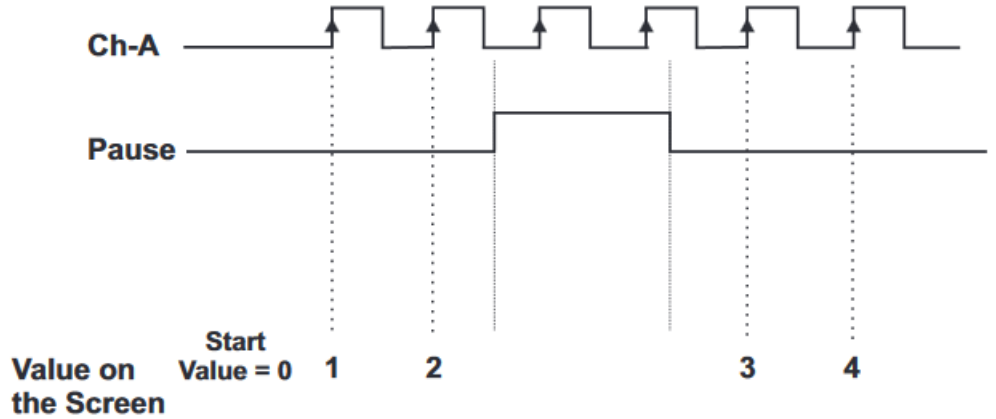 Ch-A
Pause
Start
Value = 0
Value on
the Screen
1
2
3
4